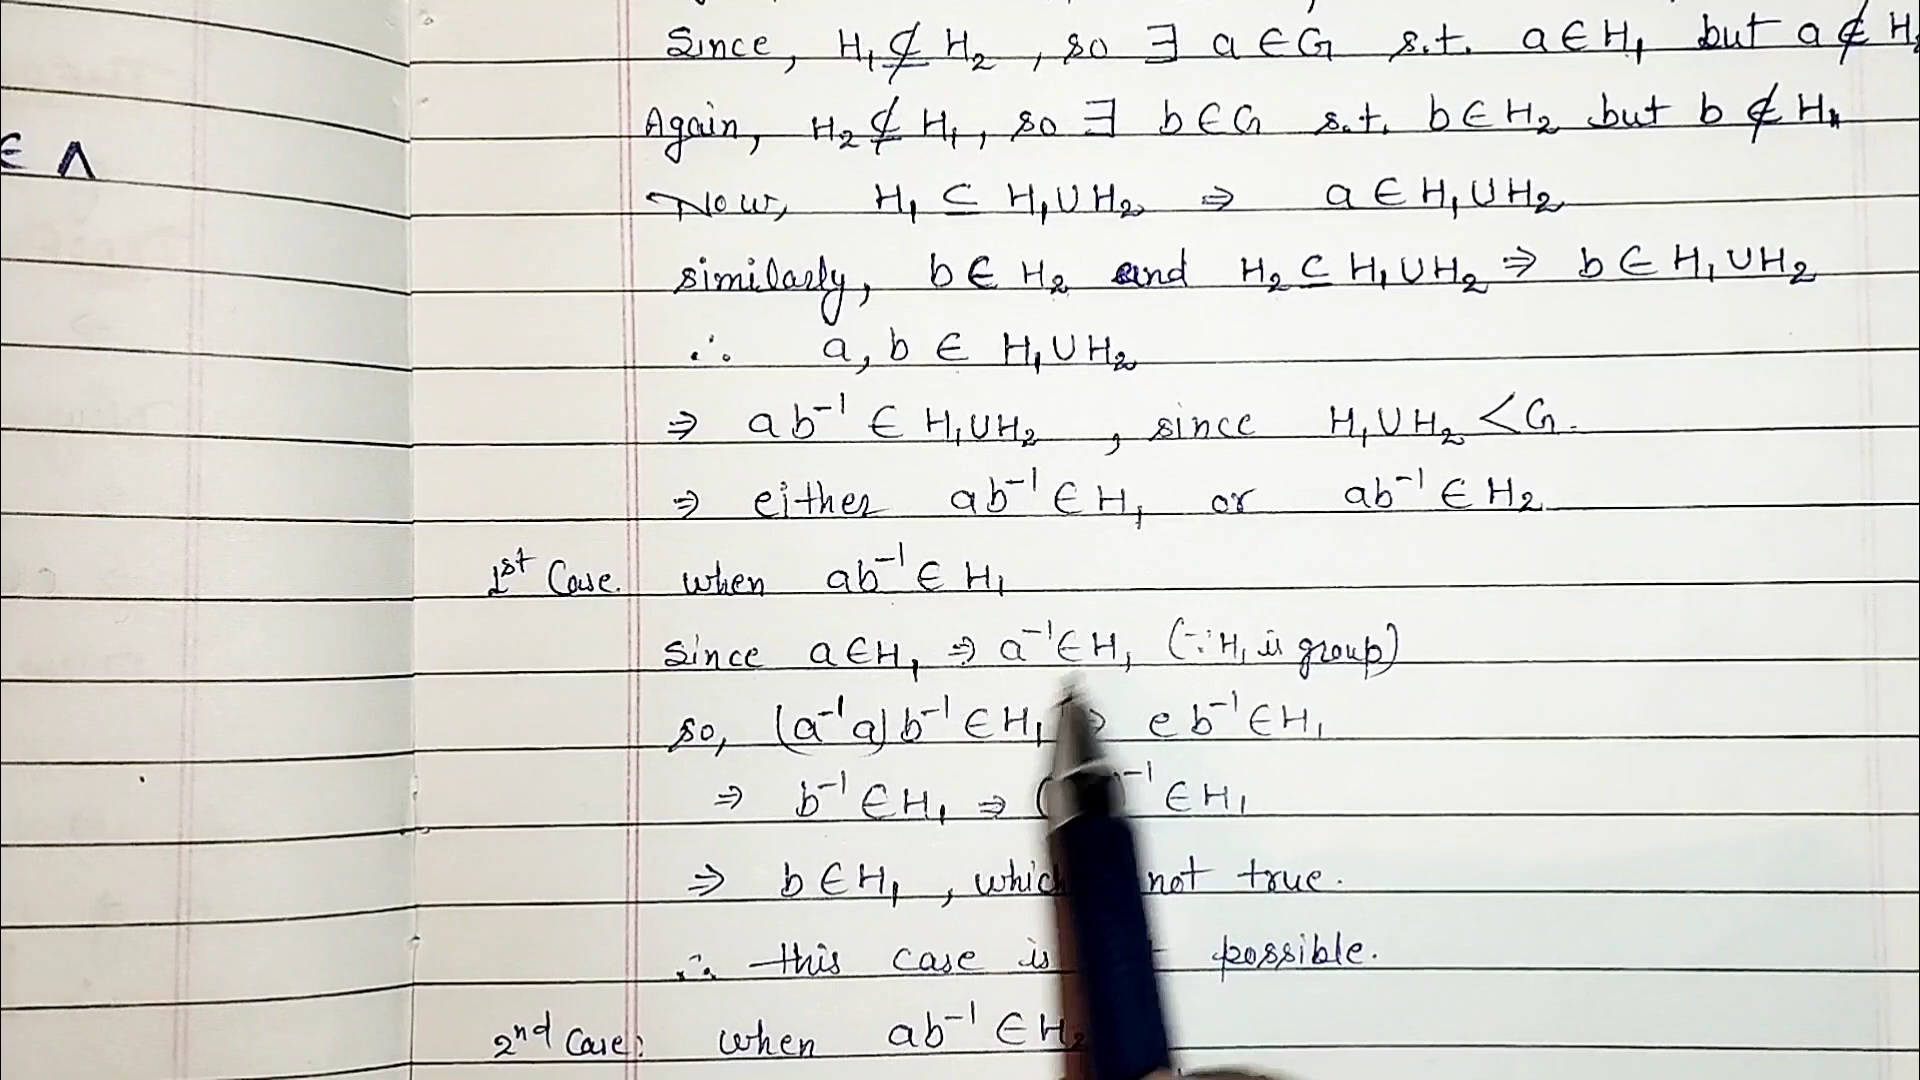 Since, H₁ ⊈ H₂, so ∃ a ∈ G s.t. a ∈ H₁ but a ∉ H₂
Again, H₂ ⊈ H₁, so ∃ b ∈ G s.t. b ∈ H₂ but b ∉ H₁
∈ Λ
Now, H₁ ⊆ H₁ ∪ H₂ ⇒ a ∈ H₁ ∪ H₂
similarly, b ∈ H₂ and H₂ ⊆ H₁ ∪ H₂ ⇒ b ∈ H₁ ∪ H₂
∴ a, b ∈ H₁ ∪ H₂
⇒ ab⁻¹ ∈ H₁ ∪ H₂ , since H₁ ∪ H₂ < G.
⇒ either ab⁻¹ ∈ H₁ or ab⁻¹ ∈ H₂
1st Case. when ab⁻¹ ∈ H₁
Since a ∈ H₁ ⇒ a⁻¹ ∈ H₁ (∵ H₁ is group)
so, (a⁻¹a)b⁻¹ ∈ H₁ ⇒ e b⁻¹ ∈ H₁
⇒ b⁻¹ ∈ H₁ ⇒ ( ⁻¹ ∈ H₁
⇒ b ∈ H₁ , which not true.
∴ this case is possible.
2nd Case: when ab⁻¹ ∈ H₂